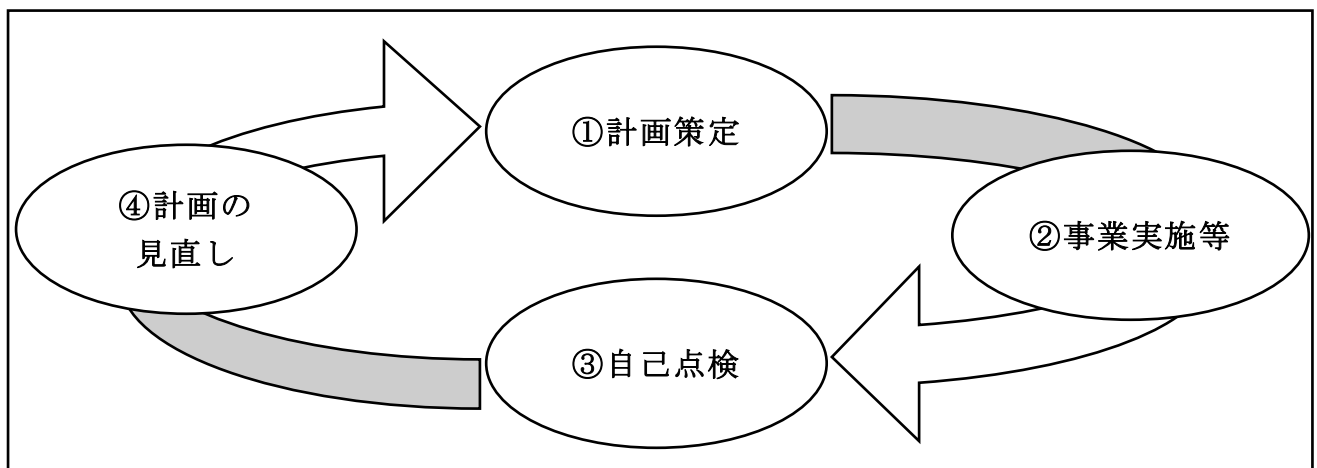 ①計画策定
②事業実施等
③自己点検
④計画の
見直し